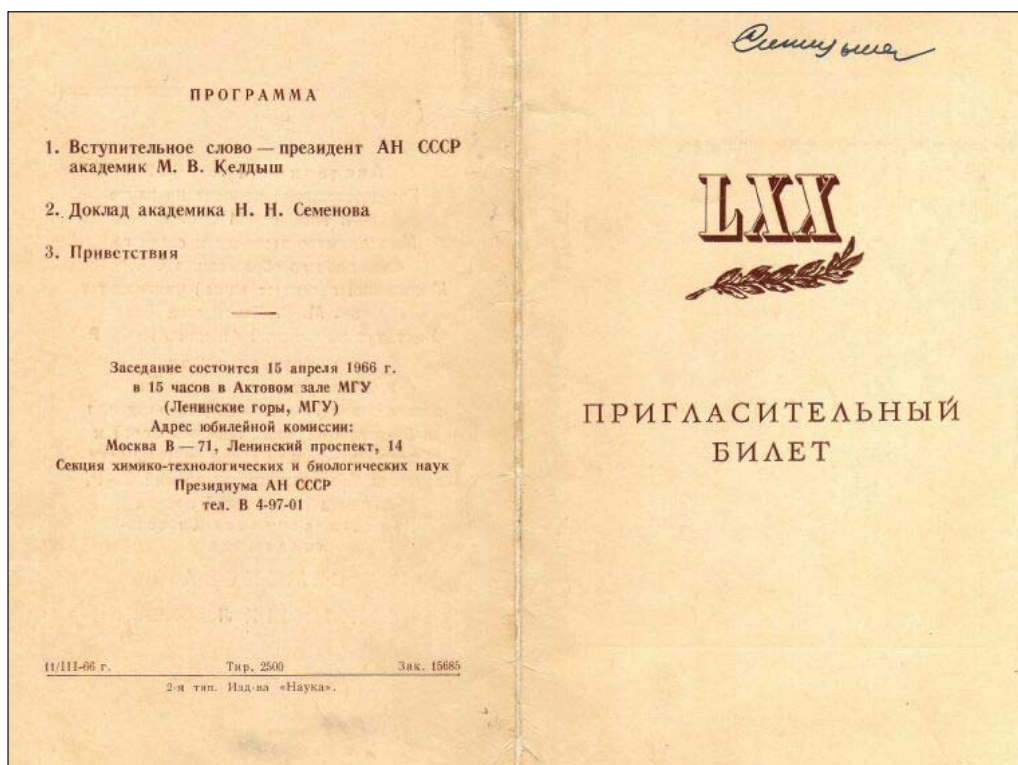 ПРОГРАММА
1. Вступительное слово — президент АН СССР
академик М. В. Келдыш
2. Доклад академика Н. Н. Семенова
3. Приветствия
Заседание состоится 15 апреля 1966 г.
в 15 часов в Актовом зале МГУ
(Ленинские горы, МГУ)
Адрес юбилейной комиссии:
Москва В — 71, Ленинский проспект, 14
Секция химико-технологических и биологических наук
Президиума АН СССР
тел. В 4-97-01
11/III-66 г. Тир. 2500 Зак. 15685
2-я тип. Изд-ва «Наука».
LXX
ПРИГЛАСИТЕЛЬНЫЙ
БИЛЕТ